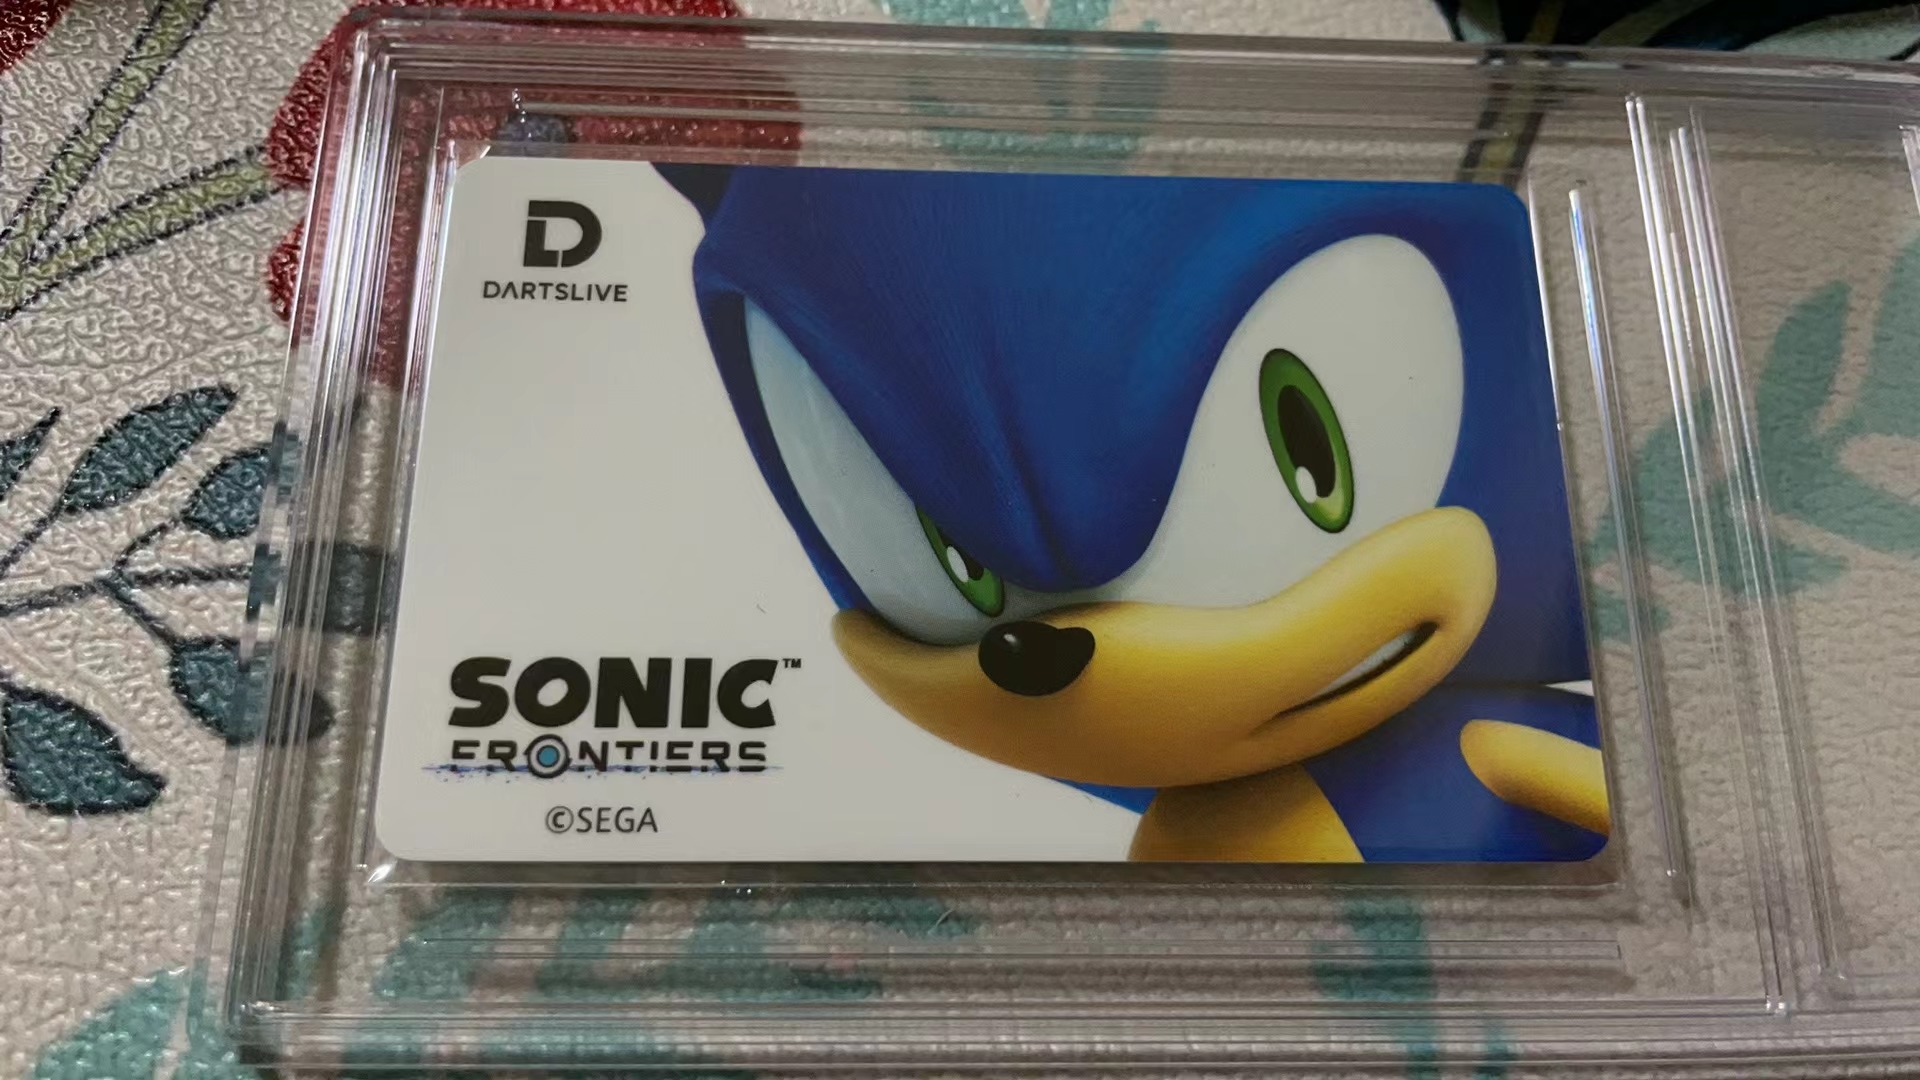 D
DARTSLIVE
SONIC™
FRONTIERS
©SEGA